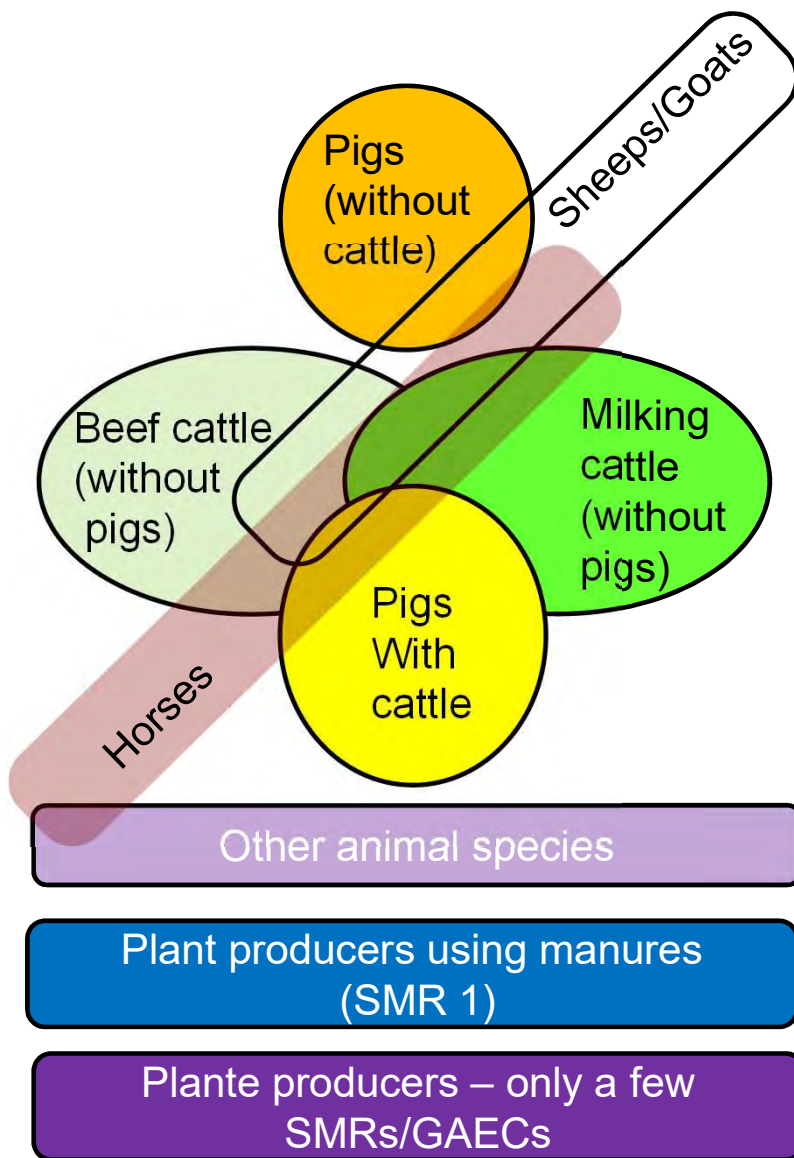 Sheeps/Goats
Pigs
(without
cattle)
Beef cattle
(without
pigs)
Milking
cattle
(without
pigs)
Pigs
With
cattle
Horses
Other animal species
Plant producers using manures
(SMR 1)
Plante producers – only a few
SMRs/GAECs